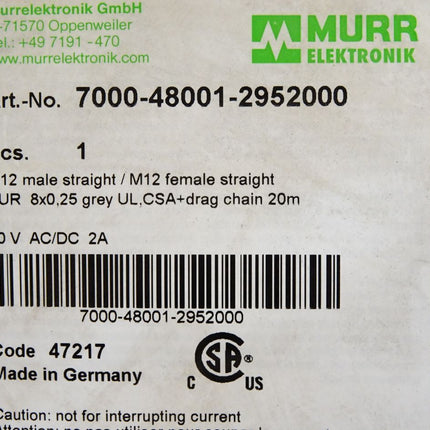 urrelektronik GmbH
-71570 Oppenweiler
el.: +49 7191 -470
www.murrelektronik.com
MURR
ELEKTRONIK
rt.-No. 7000-48001-2952000
cs. 1
12 male straight / M12 female straight
UR 8x0,25 grey UL,CSA+drag chain 20m
0 V AC/DC 2A
7000-48001-2952000
Code 47217
Made in Germany
C SA ® US
Caution: not for interrupting current